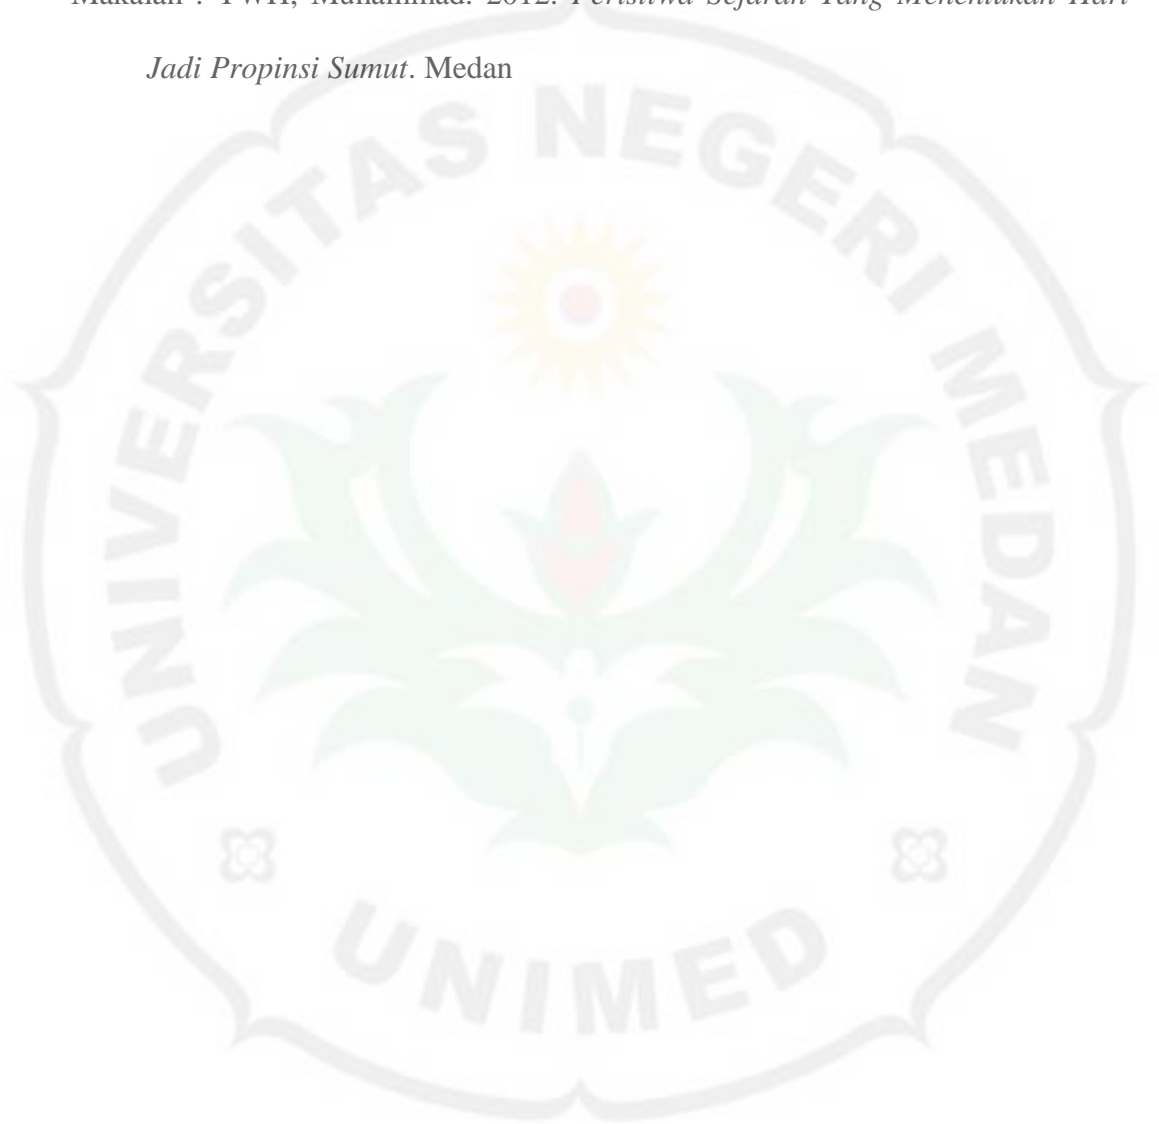 Makalah : TWH, Muhammad. 2012. Peristiwa Sejarah Yang Menentukan Hari
Jadi Propinsi Sumut. Medan
UNIVERSITAS NEGERI MEDAN
UNIMED